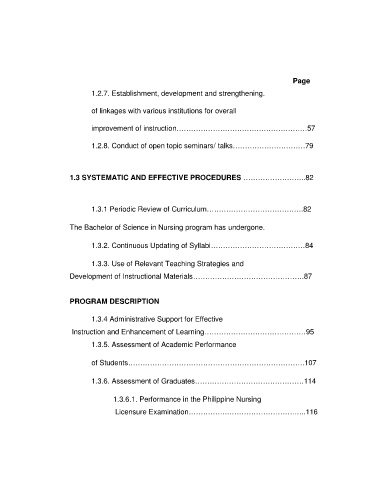 Page
1.2.7. Establishment, development and strengthening.
of linkages with various institutions for overall
improvement of instruction……………………………………………….57
1.2.8. Conduct of open topic seminars/ talks…………………………79
1.3 SYSTEMATIC AND EFFECTIVE PROCEDURES ……………………..82
1.3.1 Periodic Review of Curriculum………………………………….82
The Bachelor of Science in Nursing program has undergone.
1.3.2. Continuous Updating of Syllabi…………………………………84
1.3.3. Use of Relevant Teaching Strategies and
Development of Instructional Materials………………………………………..87
PROGRAM DESCRIPTION
1.3.4 Administrative Support for Effective
Instruction and Enhancement of Learning…………………………………….95
1.3.5. Assessment of Academic Performance
of Students…………………………………………………………………107
1.3.6. Assessment of Graduates………………………………………114
1.3.6.1. Performance in the Philippine Nursing
Licensure Examination…………………………………………..116